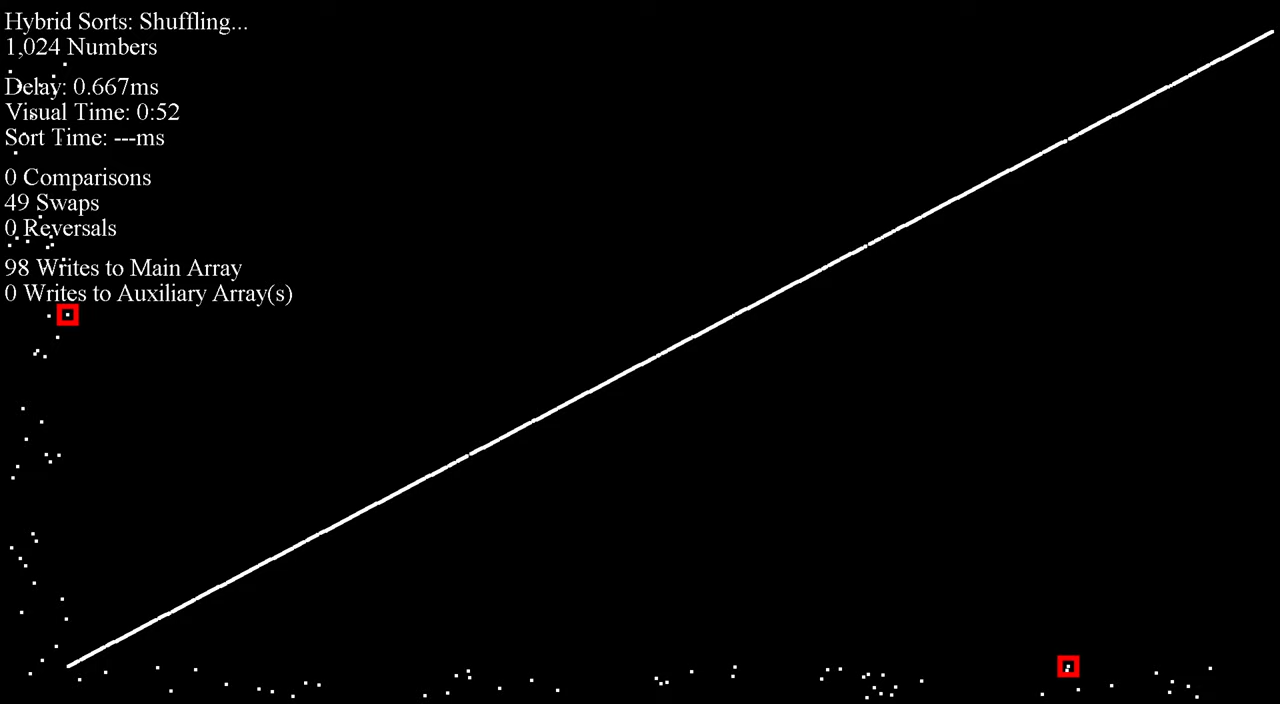 Hybrid Sorts: Shuffling...
1,024 Numbers
Delay: 0.667ms
Visual Time: 0:52
Sort Time: ---ms
0 Comparisons
49 Swaps
0 Reversals
98 Writes to Main Array
0 Writes to Auxiliary Array(s)